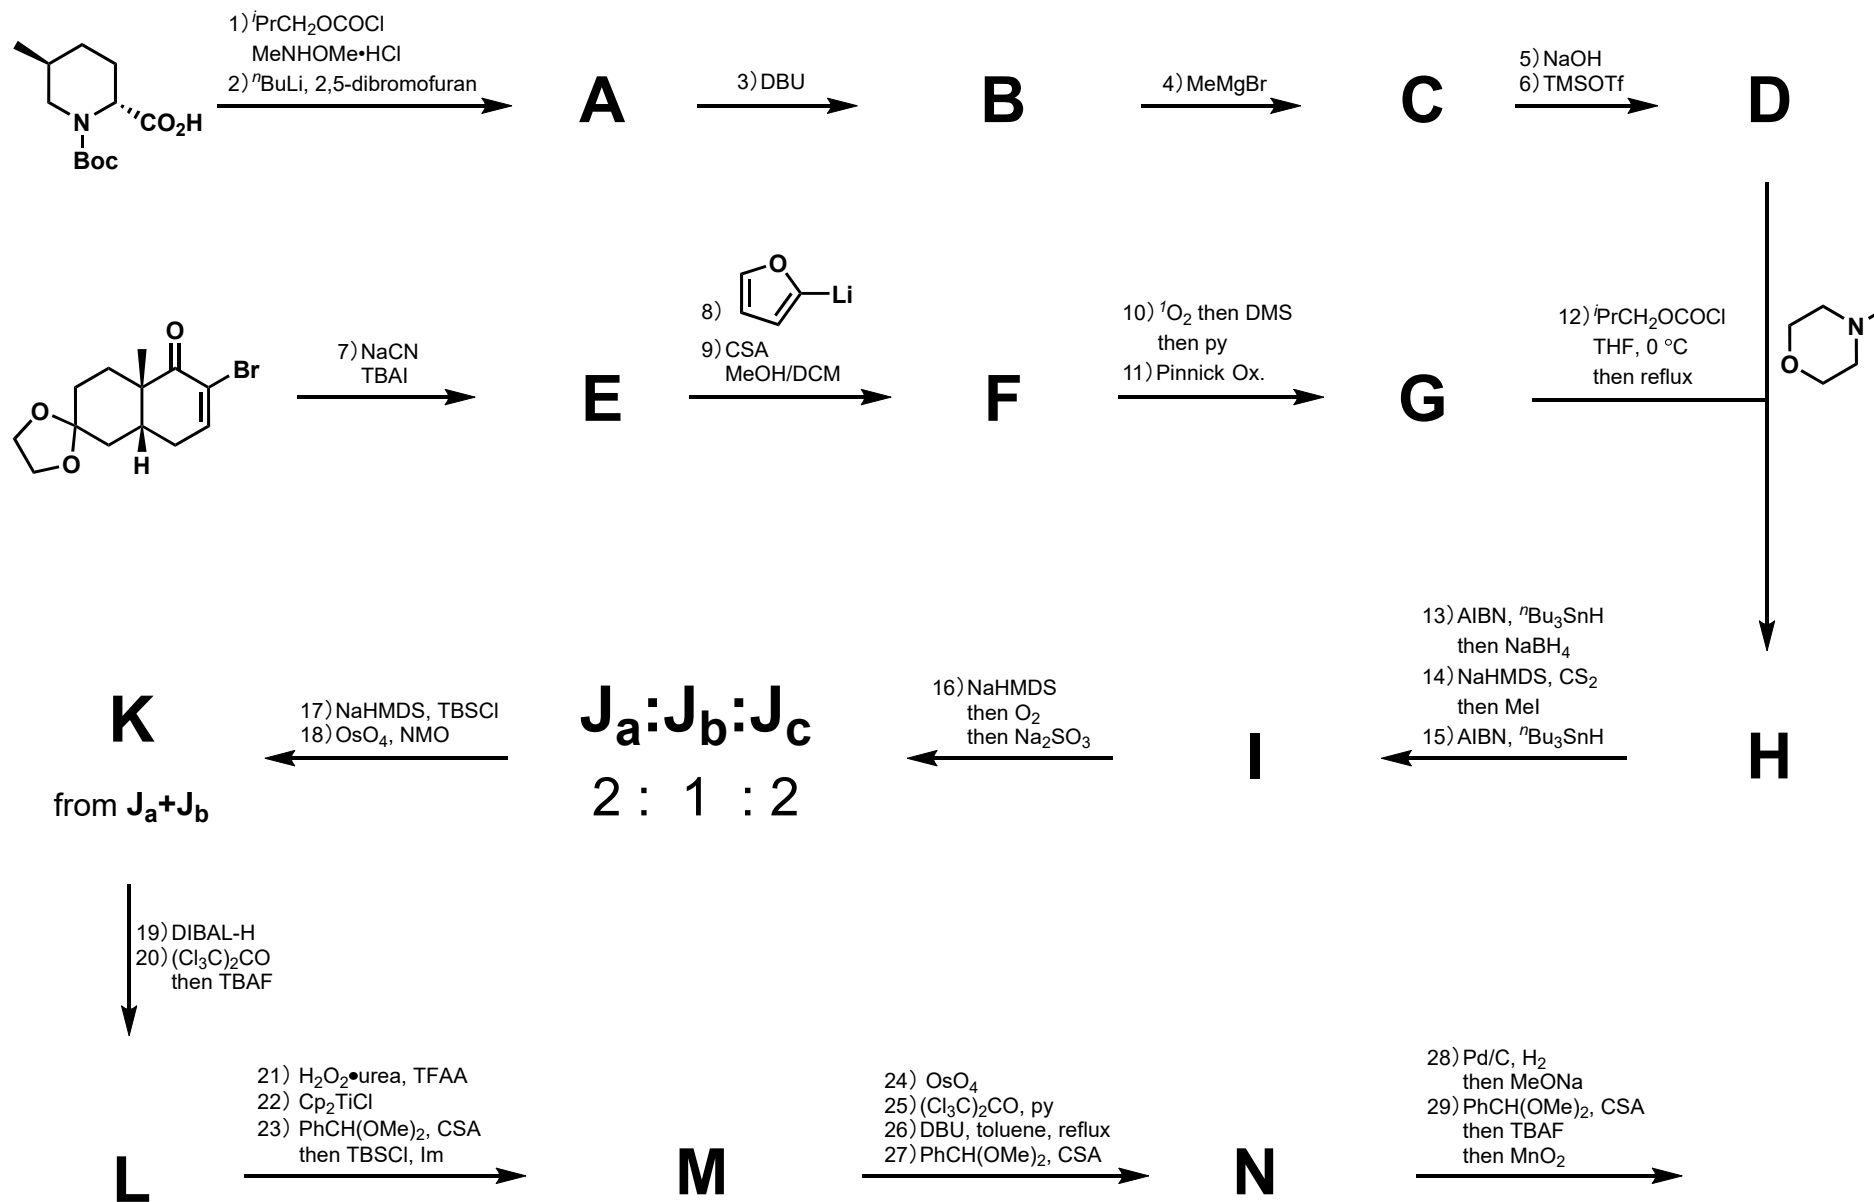 1) ⁱPrCH₂OCOCl
MeNHOMe•HCl
2) ⁿBuLi, 2,5-dibromofuran
N
CO₂H
Boc
A
3) DBU
B
4) MeMgBr
C
5) NaOH
6) TMSOTf
D
O
Br
O
O
H
7) NaCN
TBAI
E
8)
O
Li
9) CSA
MeOH/DCM
F
10) ¹O₂ then DMS
then py
11) Pinnick Ox.
G
12) ⁱPrCH₂OCOCl
THF, 0 °C
then reflux
N
O
H
13) AIBN, ⁿBu₃SnH
then NaBH₄
14) NaHMDS, CS₂
then MeI
15) AIBN, ⁿBu₃SnH
I
16) NaHMDS
then O₂
then Na₂SO₃
Jₐ:J_b:J_c
2 : 1 : 2
17) NaHMDS, TBSCl
18) OsO₄, NMO
K
from Jₐ+J_b
19) DIBAL-H
20) (Cl₃C)₂CO
then TBAF
L
21) H₂O₂•urea, TFAA
22) Cp₂TiCl
23) PhCH(OMe)₂, CSA
then TBSCl, Im
M
24) OsO₄
25) (Cl₃C)₂CO, py
26) DBU, toluene, reflux
27) PhCH(OMe)₂, CSA
N
28) Pd/C, H₂
then MeONa
29) PhCH(OMe)₂, CSA
then TBAF
then MnO₂